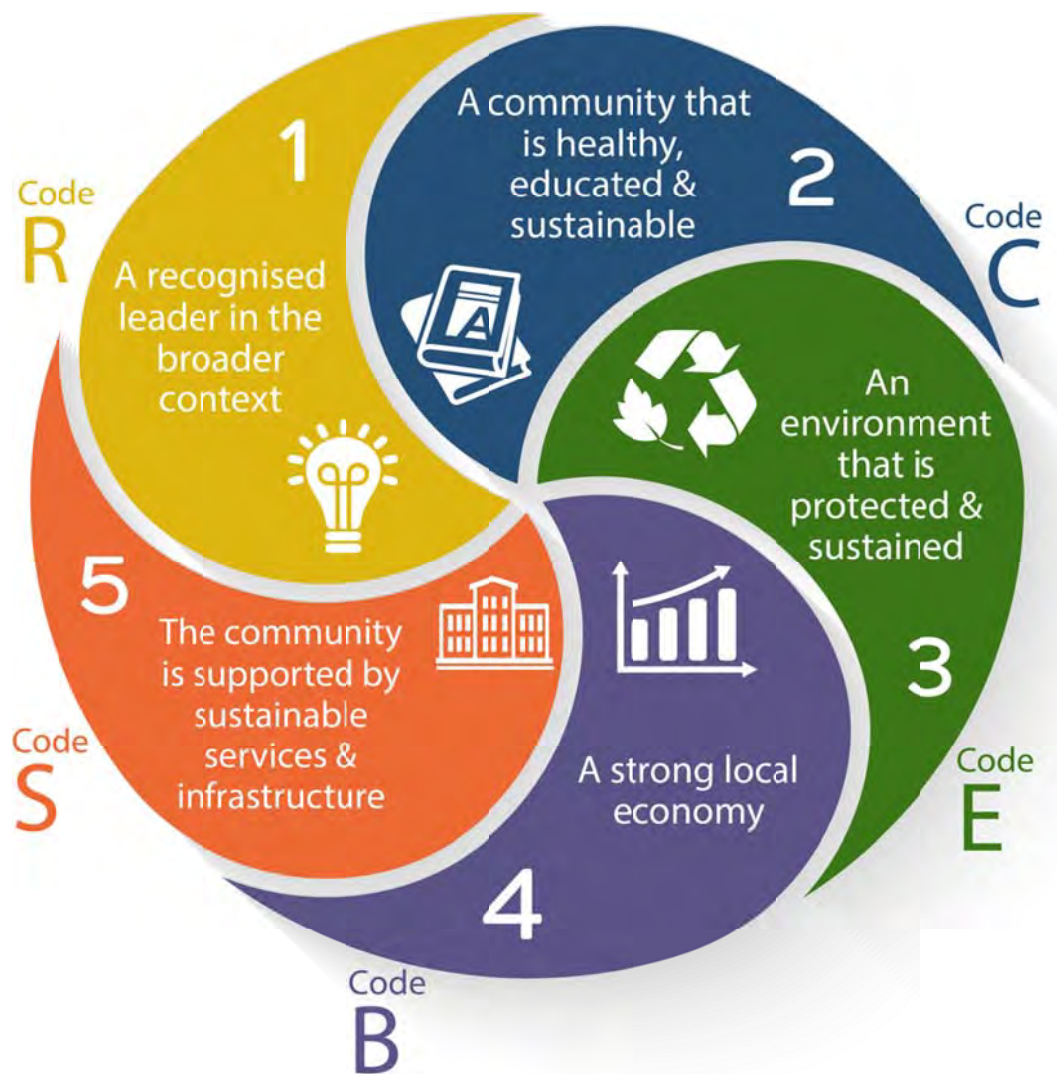 1
Code
R
A recognised
leader in the
broader
context
A community that
is healthy,
educated &
sustainable
2
Code
C
A
An
environment
that is
protected &
sustained
3
Code
E
A strong local
economy
4
Code
B
5
The community
is supported by
sustainable
services &
infrastructure
Code
S